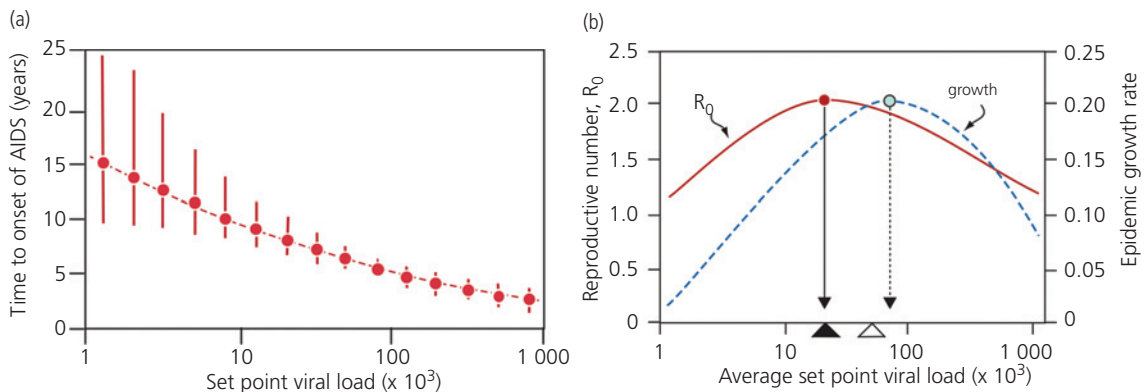 (a)
25
20
15
10
5
0
Time to onset of AIDS (years)
1
10
100
1 000
Set point viral load (x 10³)
(b)
2.5
2.0
1.5
2.0
0.5
0
Reproductive number, R₀
R₀
growth
0.25
0.20
0.15
0.10
0.05
0
Epidemic growth rate
1
10
100
1 000
Average set point viral load (x 10³)